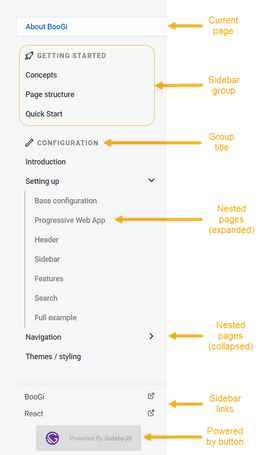 About BooGi
Current
page
GETTING STARTED
Concepts
Page structure
Quick Start
Sidebar
group
CONFIGURATION
Group
title
Introduction
Setting up
Base configuration
Progressive Web App
Header
Sidebar
Features
Search
Full example
Nested
pages
(expanded)
Navigation
Nested
pages
(collapsed)
Themes / styling
BooGi
React
Sidebar
links
Powered By GatsbyJS
Powered
by button